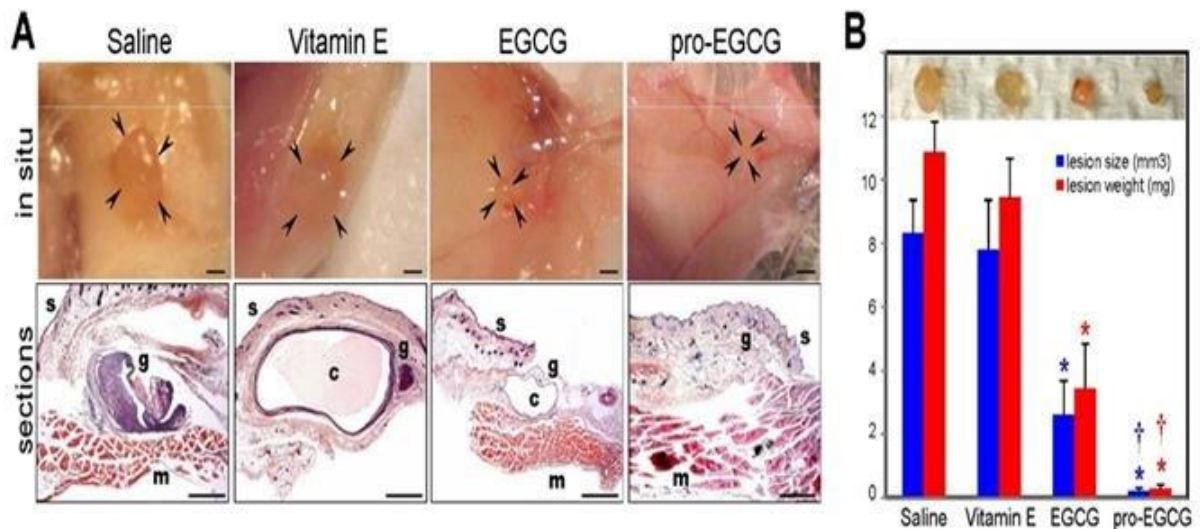 A
Saline
Vitamin E
EGCG
pro-EGCG
in situ
sections
s
g
m
s
g
c
s
g
c
m
g
s
m
B
12
10
8
6
4
2
0
lesion size (mm3)
lesion weight (mg)
*
*
†
*
†
*
Saline
Vitamin E
EGCG
pro-EGCG